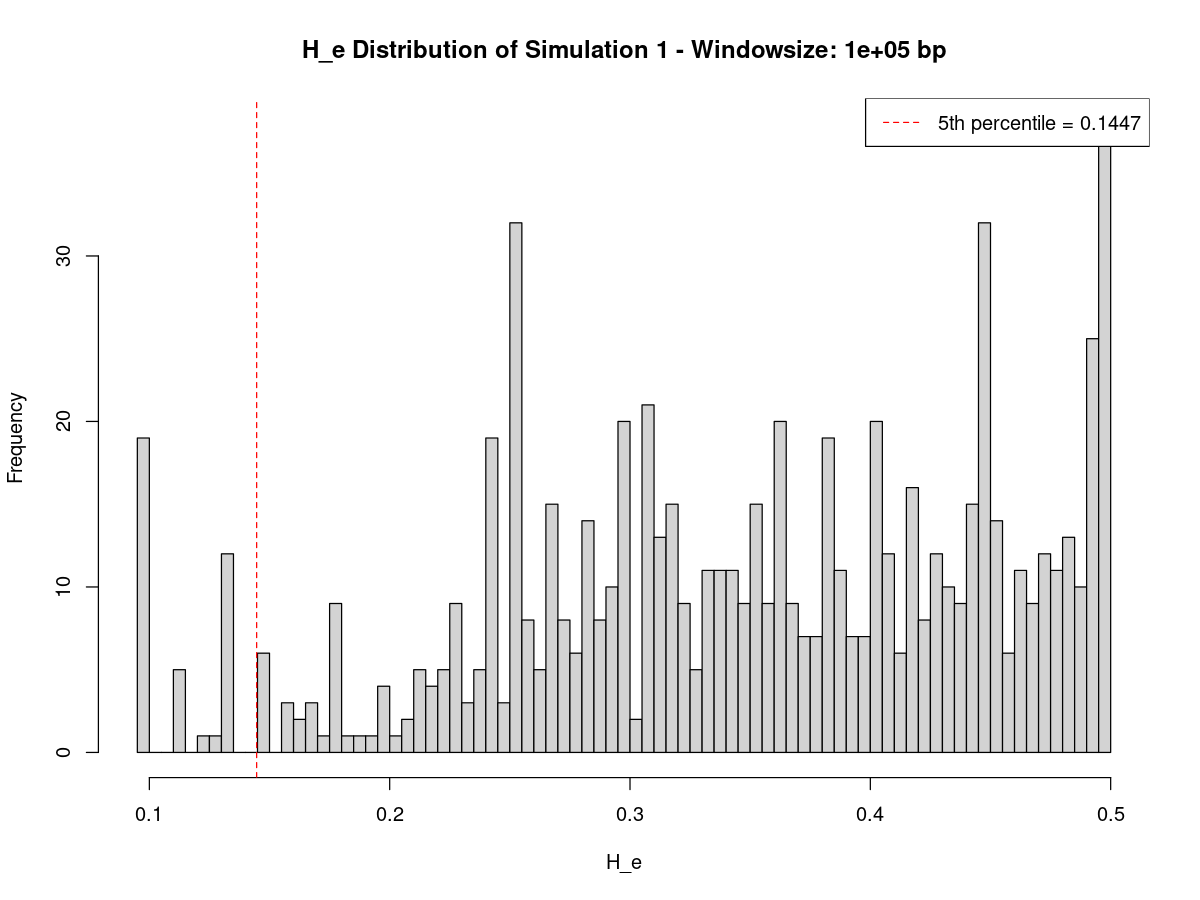 H_e Distribution of Simulation 1 - Windowsize: 1e+05 bp
5th percentile = 0.1447
Frequency
30
20
10
0
0.1 0.2 0.3 0.4 0.5
H_e